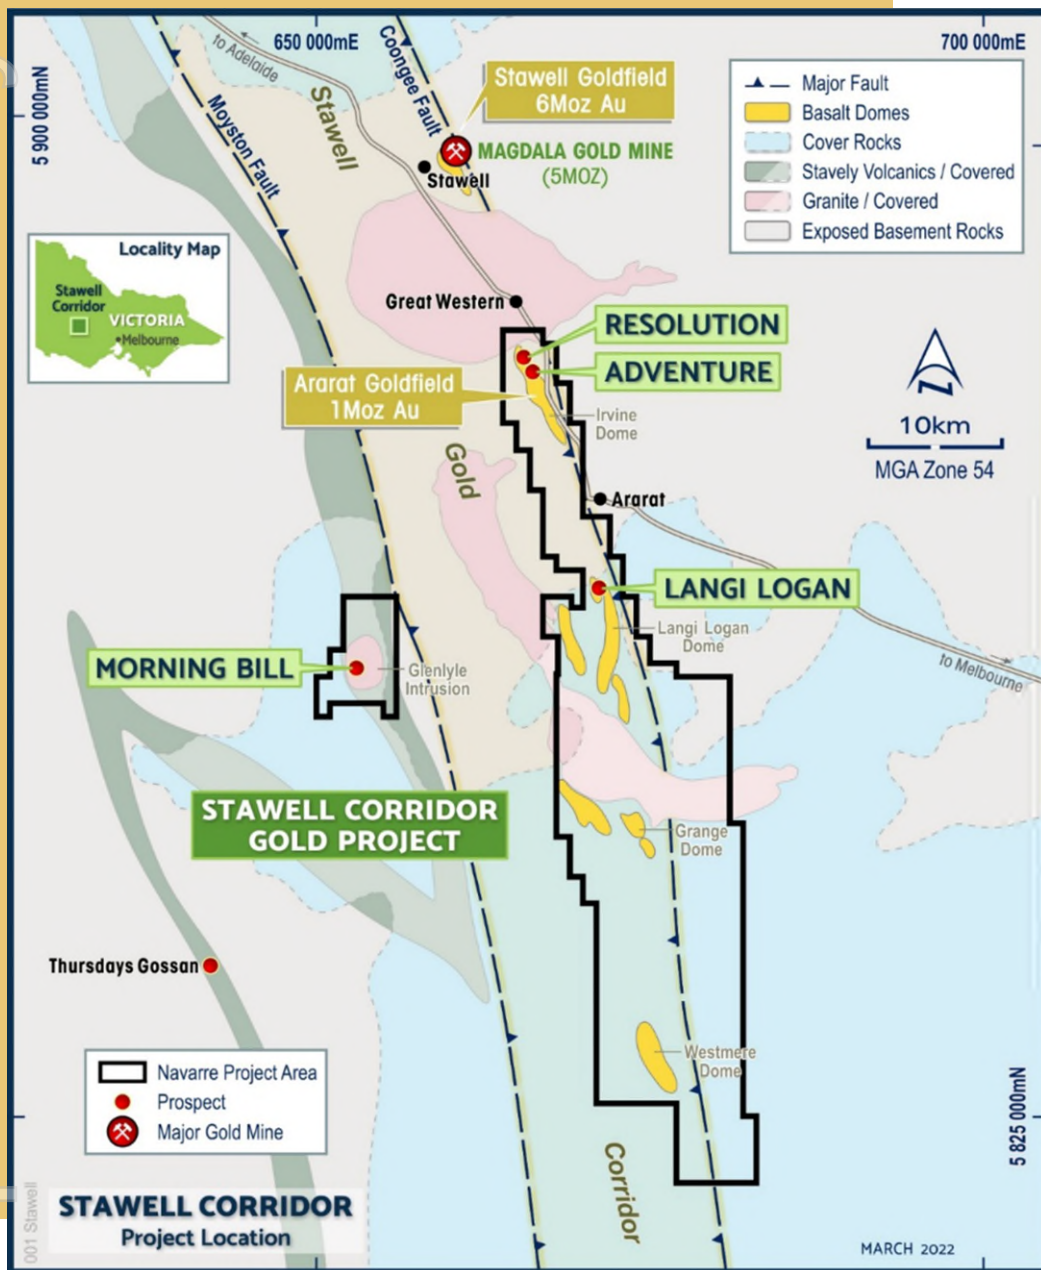 650 000mE
700 000mE
5 900 000mN
to Adelaide
Coongee Fault
Moyston Fault
Stawell
Stawell Goldfield
6Moz Au
MAGDALA GOLD MINE
(5MOZ)
Stawell
Major Fault
Basalt Domes
Cover Rocks
Stavely Volcanics / Covered
Granite / Covered
Exposed Basement Rocks
Locality Map
Stawell
Corridor
VICTORIA
Melbourne
Great Western
RESOLUTION
ADVENTURE
Ararat Goldfield
1Moz Au
Irvine
Dome
N
10km
MGA Zone 54
Gold
Ararat
LANGI LOGAN
Langi Logan
Dome
to Melbourne
MORNING BILL
Glenlyle
Intrusion
STAWELL CORRIDOR
GOLD PROJECT
Grange
Dome
Thursdays Gossan
Westmere
Dome
Navarre Project Area
Prospect
Major Gold Mine
5 825 000mN
Corridor
STAWELL CORRIDOR
Project Location
001 Stawell
MARCH 2022